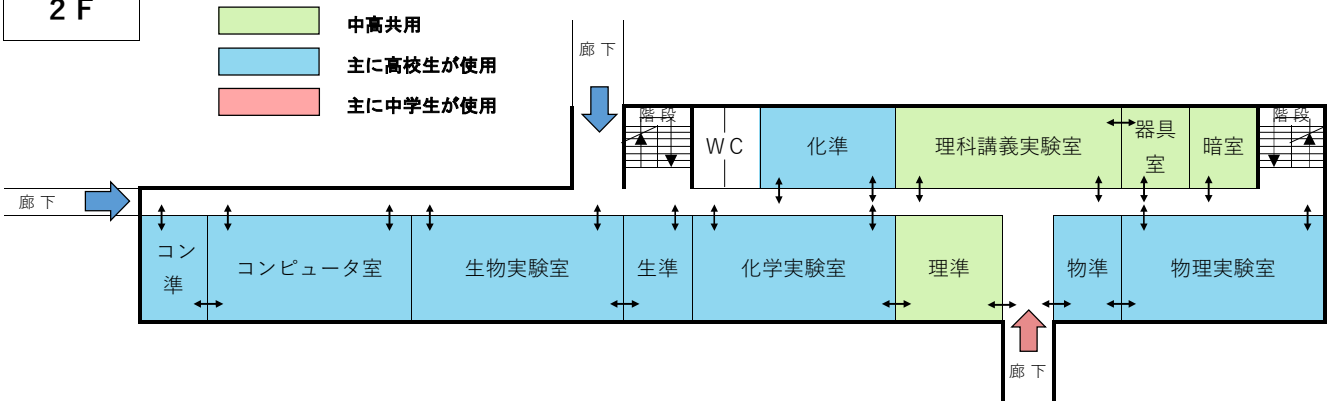 2F
中高共用
主に高校生が使用
主に中学生が使用
廊下
階段
WC
化準
理科講義実験室
器具
室
暗室
階段
廊下
コン
準
コンピュータ室
生物実験室
生準
化学実験室
理準
物準
物理実験室
廊下